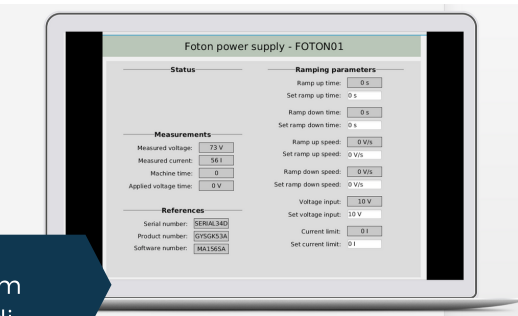 Foton power supply - FOTON01
Status
Measurements
Measured voltage: 73 V
Measured current: 56 I
Machine time: 0
Applied voltage time: 0 V
References
Serial number: SERIAL34D
Product number: GYSGK53A
Software number: MA156SA
Ramping parameters
Ramp up time: 0 s
Set ramp up time: 0 s
Ramp down time: 0 s
Set ramp down time: 0 s
Ramp up speed: 0 V/s
Set ramp up speed: 0 V/s
Ramp down speed: 0 V/s
Set ramp down speed: 0 V/s
Voltage input: 10 V
Set voltage input: 10 V
Current limit: 0 I
Set current limit: 0 I
m